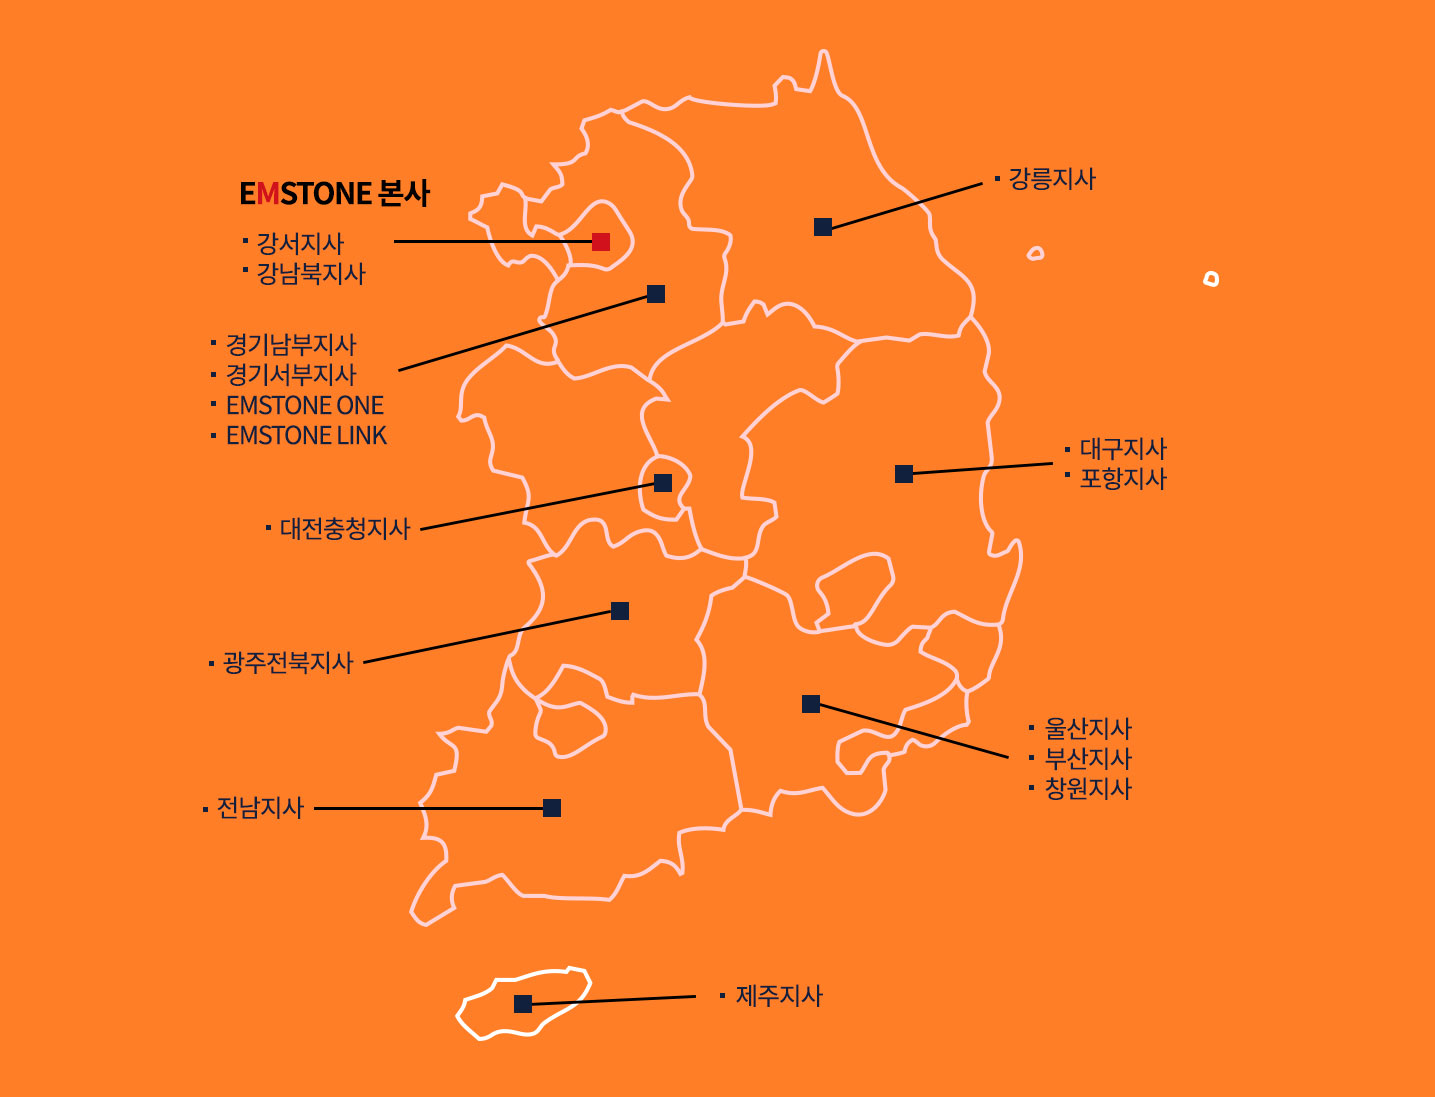 EMSTONE 본사
강서지사
강남북지사
경기남부지사
경기서부지사
EMSTONE ONE
EMSTONE LINK
대전충청지사
광주전북지사
전남지사
강릉지사
대구지사
포항지사
울산지사
부산지사
창원지사
제주지사